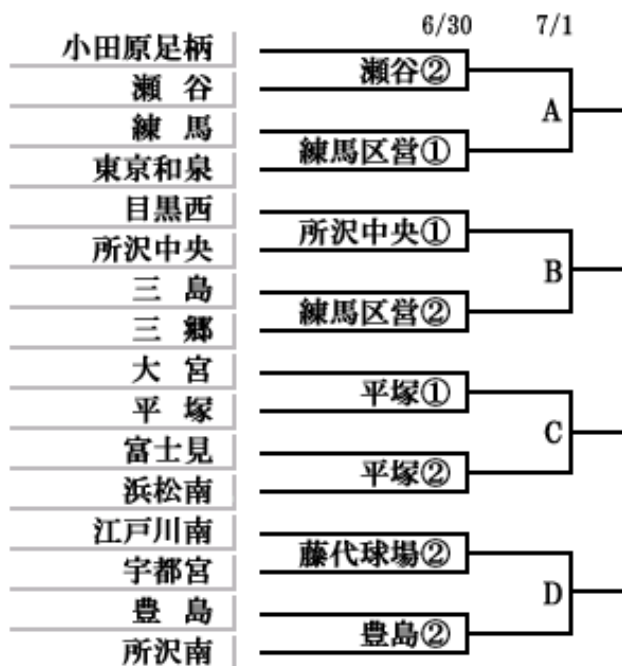 6/30 7/1
小田原足柄
瀬谷②
瀬 谷
A
練 馬
練馬区営①
東京和泉
目黒西
所沢中央①
所沢中央
B
三 島
練馬区営②
三 郷
大 宮
平塚①
平 塚
C
富士見
平塚②
浜松南
江戸川南
藤代球場②
宇都宮
D
豊 島
豊島②
所沢南